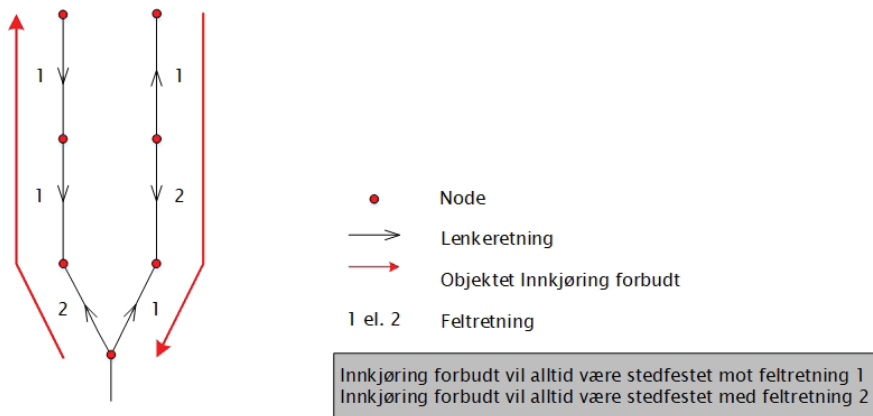 1
1
1
2
2
1
Node
Lenkeretning
Objektet Innkjøring forbudt
1 el. 2
Feltretning
Innkjøring forbudt vil alltid være stedfestet mot feltretning 1
Innkjøring forbudt vil alltid være stedfestet med feltretning 2